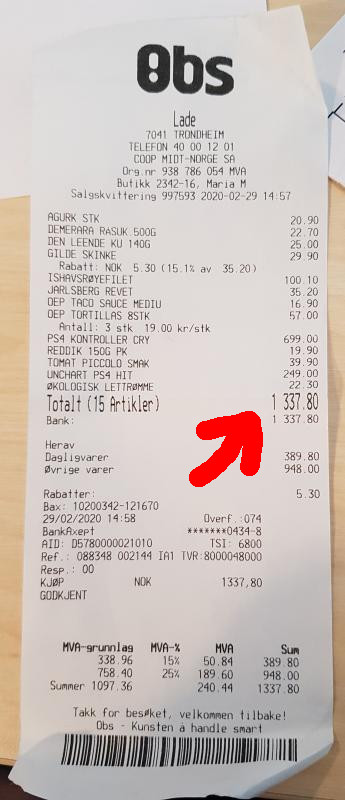 Obs
Lade
7041 TRONDHEIM
TELEFON 40 00 12 01
COOP MIDT-NORGE SA
Org.nr 938 786 054 MVA
Butikk 2342-16, Maria M
Salgskvittering 997593 2020-02-29 14:57
AGURK STK 20.90
DEMERARA RÅSUK.500G 22.70
DEN LEENDE KU 140G 25.00
GILDE SKINKE 29.90
Rabatt: NOK 5.30 (15.1% av 35.20)
ISHAVSRØYEFILET 100.10
JARLSBERG REVET 35.20
OEP TACO SAUCE MEDIU 16.90
OEP TORTILLAS 8STK 57.00
Antall: 3 stk 19.00 kr/stk
PS4 KONTROLLER CRY 699.00
REDDIK 150G PK 19.90
TOMAT PICCOLO SMAK 39.90
UNCHART PS4 HIT 249.00
ØKOLOGISK LETTRØMME 22.30
Totalt (15 Artikler) 1 337.80
Bank: 1 337.80
Herav
Dagligvarer 389.80
Øvrige varer 948.00
Rabatter: 5.30
Bax: 10200342-121670
29/02/2020 14:58 Overf.:074
BankAxept *******0434-8
AID: D5780000021010 TSI: 6800
Ref.: 088348 002144 IA1 TVR:8000048000
Resp.: 00
KJØP NOK 1337,80
GODKJENT
MVA-grunnlag MVA-% MVA Sum
338.96 15% 50.84 389.80
758.40 25% 189.60 948.00
Summer 1097.36 240.44 1337.80
Takk for besøket, velkommen tilbake!
Obs - Kunsten å handle smart